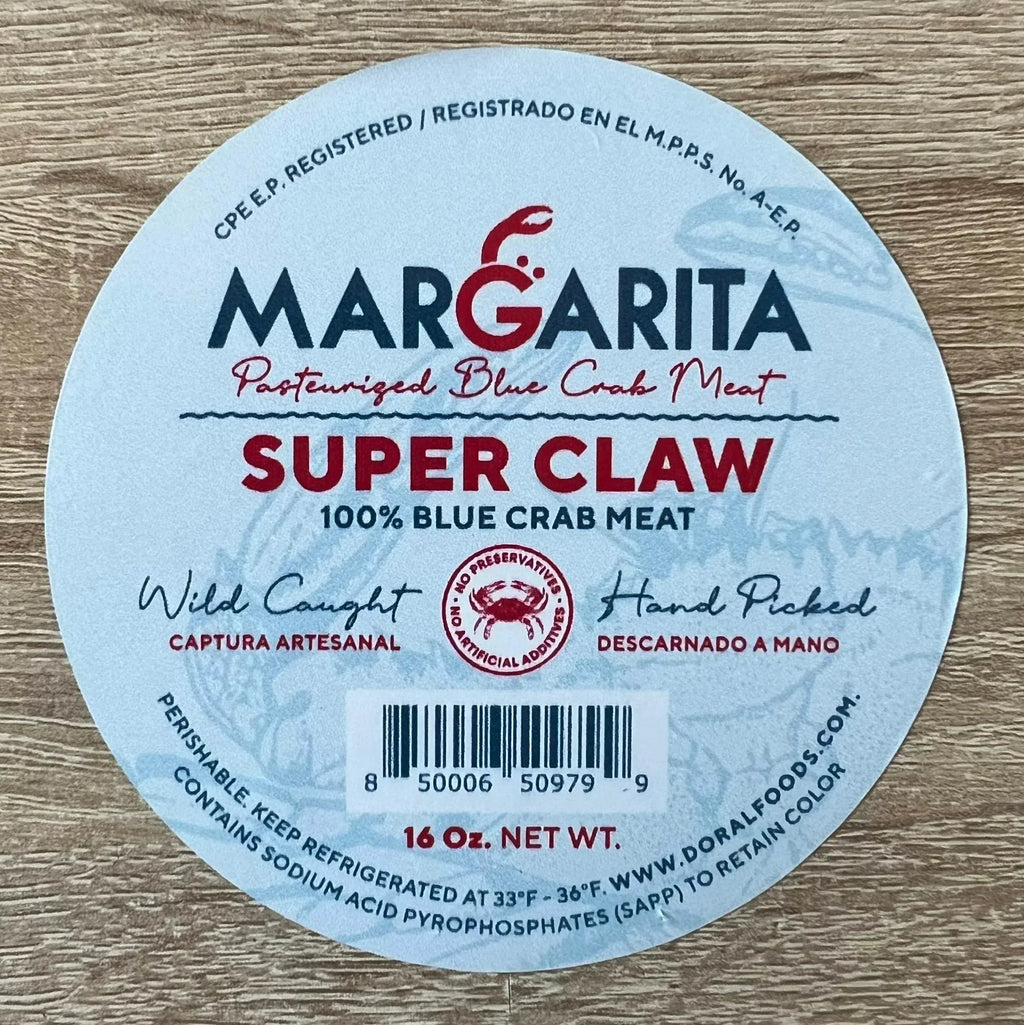 CPE E.P. REGISTERED / REGISTRADO EN EL M.P.P.S. No. A-E.P.
MARGARITA
Pasteurized Blue Crab Meat
SUPER CLAW
100% BLUE CRAB MEAT
Wild Caught
CAPTURA ARTESANAL
• NO PRESERVATIVES •
NO ARTIFICIAL ADDITIVES
Hand Picked
DESCARNADO A MANO
8 50006 50979 9
16 Oz. NET WT.
PERISHABLE. KEEP REFRIGERATED AT 33°F - 36°F. WWW.DORALFOODS.COM.
CONTAINS SODIUM ACID PYROPHOSPHATES (SAPP) TO RETAIN COLOR